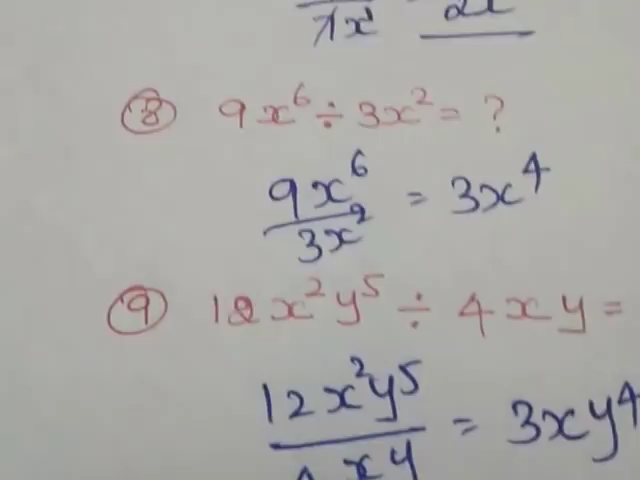 ⑧ 9x⁶ ÷ 3x² = ?
9x⁶/3x² = 3x⁴
⑨ 12x²y⁵ ÷ 4xy =
12x²y⁵/4xy = 3xy⁴